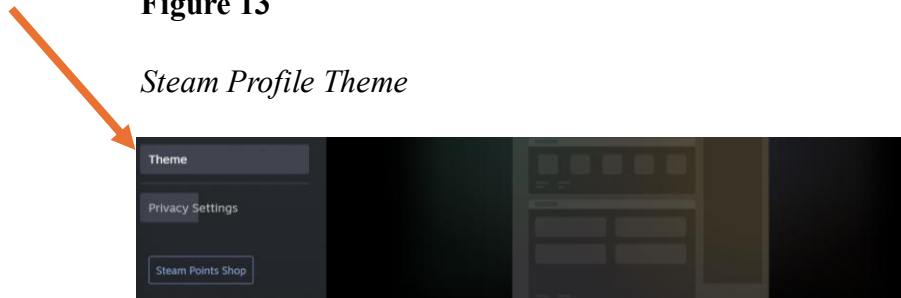 Figure 13
Steam Profile Theme
Theme
Privacy Settings
Steam Points Shop